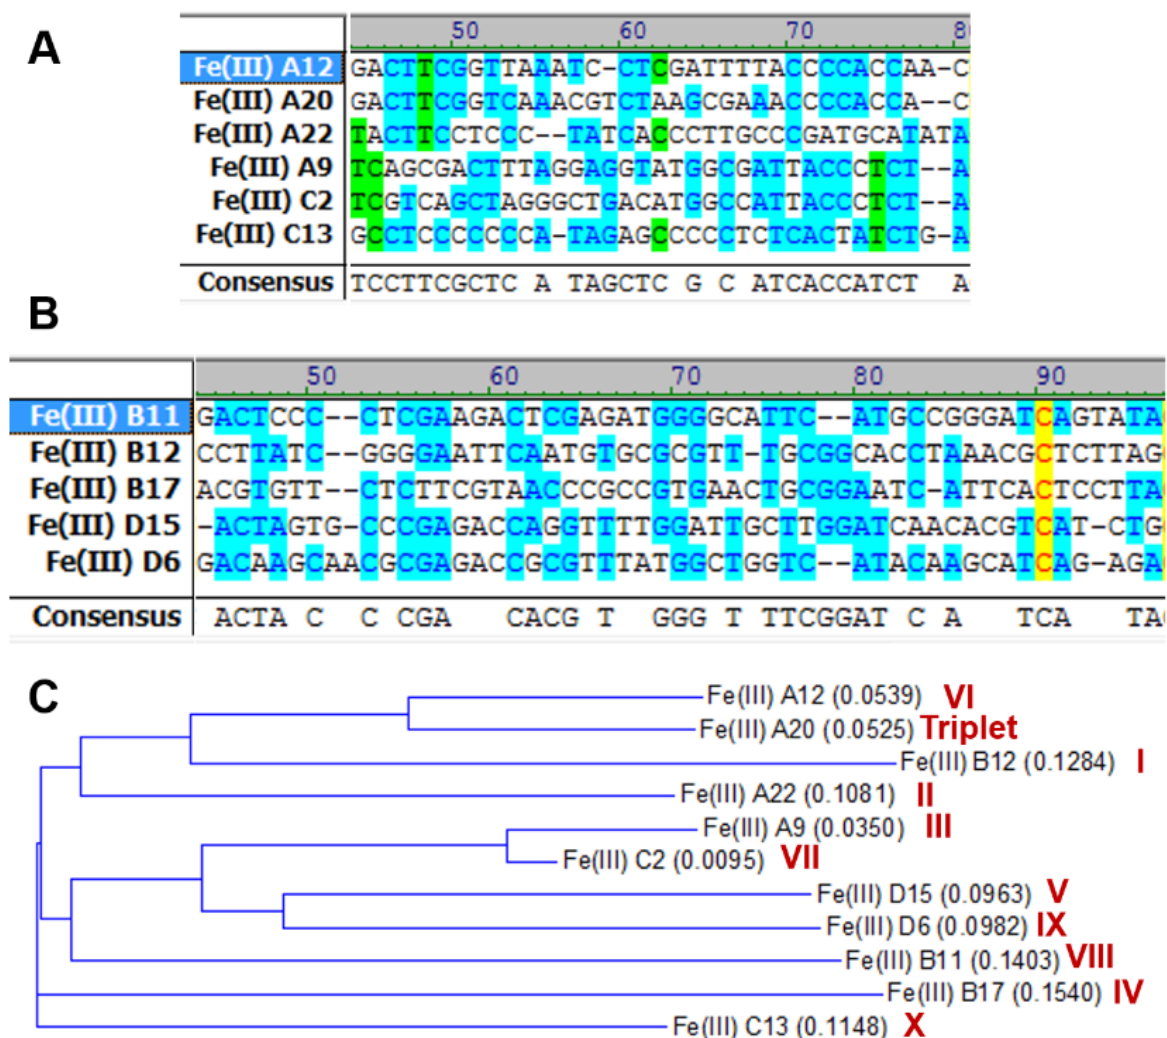 A
50 60 70 8
Fe(III) A12 GACTTCGGTTAAATC-CTCGATTTTACCCCACCAA-C
Fe(III) A20 GACTTCGGTCAAACGTCTAAGCGAAACCCCACCA--C
Fe(III) A22 TACTTCCTCCC--TATCACCCTTGCCCGATGCATATA
Fe(III) A9 TCAGCGACTTTAGGAGGTATGGCGATTACCCTCT--A
Fe(III) C2 TCGTCAGCTAGGGCTGACATGGCCATTACCCTCT--A
Fe(III) C13 GCCTCCCCCCCA-TAGAGCCCCCTCTCACTATCTG-A
Consensus TCCTTCGCTC A TAGCTC G C ATCACCATCT A
B
50 60 70 80 90
Fe(III) B11 GACTCCC--CTCGAAGACTCGAGATGGGGCATTC--ATGCCGGGATCAGTATA
Fe(III) B12 CCTTATC--GGGGAATTCAATGTGCGCGTT-TGCGGCACCTAAACGCTCTTAG
Fe(III) B17 ACGTGTT--CTCTTCGTAACCCGCCGTGAACTGCGGAATC-ATTCACTCCTTA
Fe(III) D15 -ACTAGTG-CCCGAGACCAGGTTTTGGATTGCTTGGATCAACACGTCAT-CTG
Fe(III) D6 GACAAGCAACGCGAGACCGCGTTTATGGCTGGTC--ATACAAGCATCAG-AGA
Consensus ACTA C C CGA CACG T GGG T TTCGGAT C A TCA TA
C
Fe(III) A12 (0.0539) VI
Fe(III) A20 (0.0525) Triplet
Fe(III) B12 (0.1284) I
Fe(III) A22 (0.1081) II
Fe(III) A9 (0.0350) III
Fe(III) C2 (0.0095) VII
Fe(III) D15 (0.0963) V
Fe(III) D6 (0.0982) IX
Fe(III) B11 (0.1403) VIII
Fe(III) B17 (0.1540) IV
Fe(III) C13 (0.1148) X